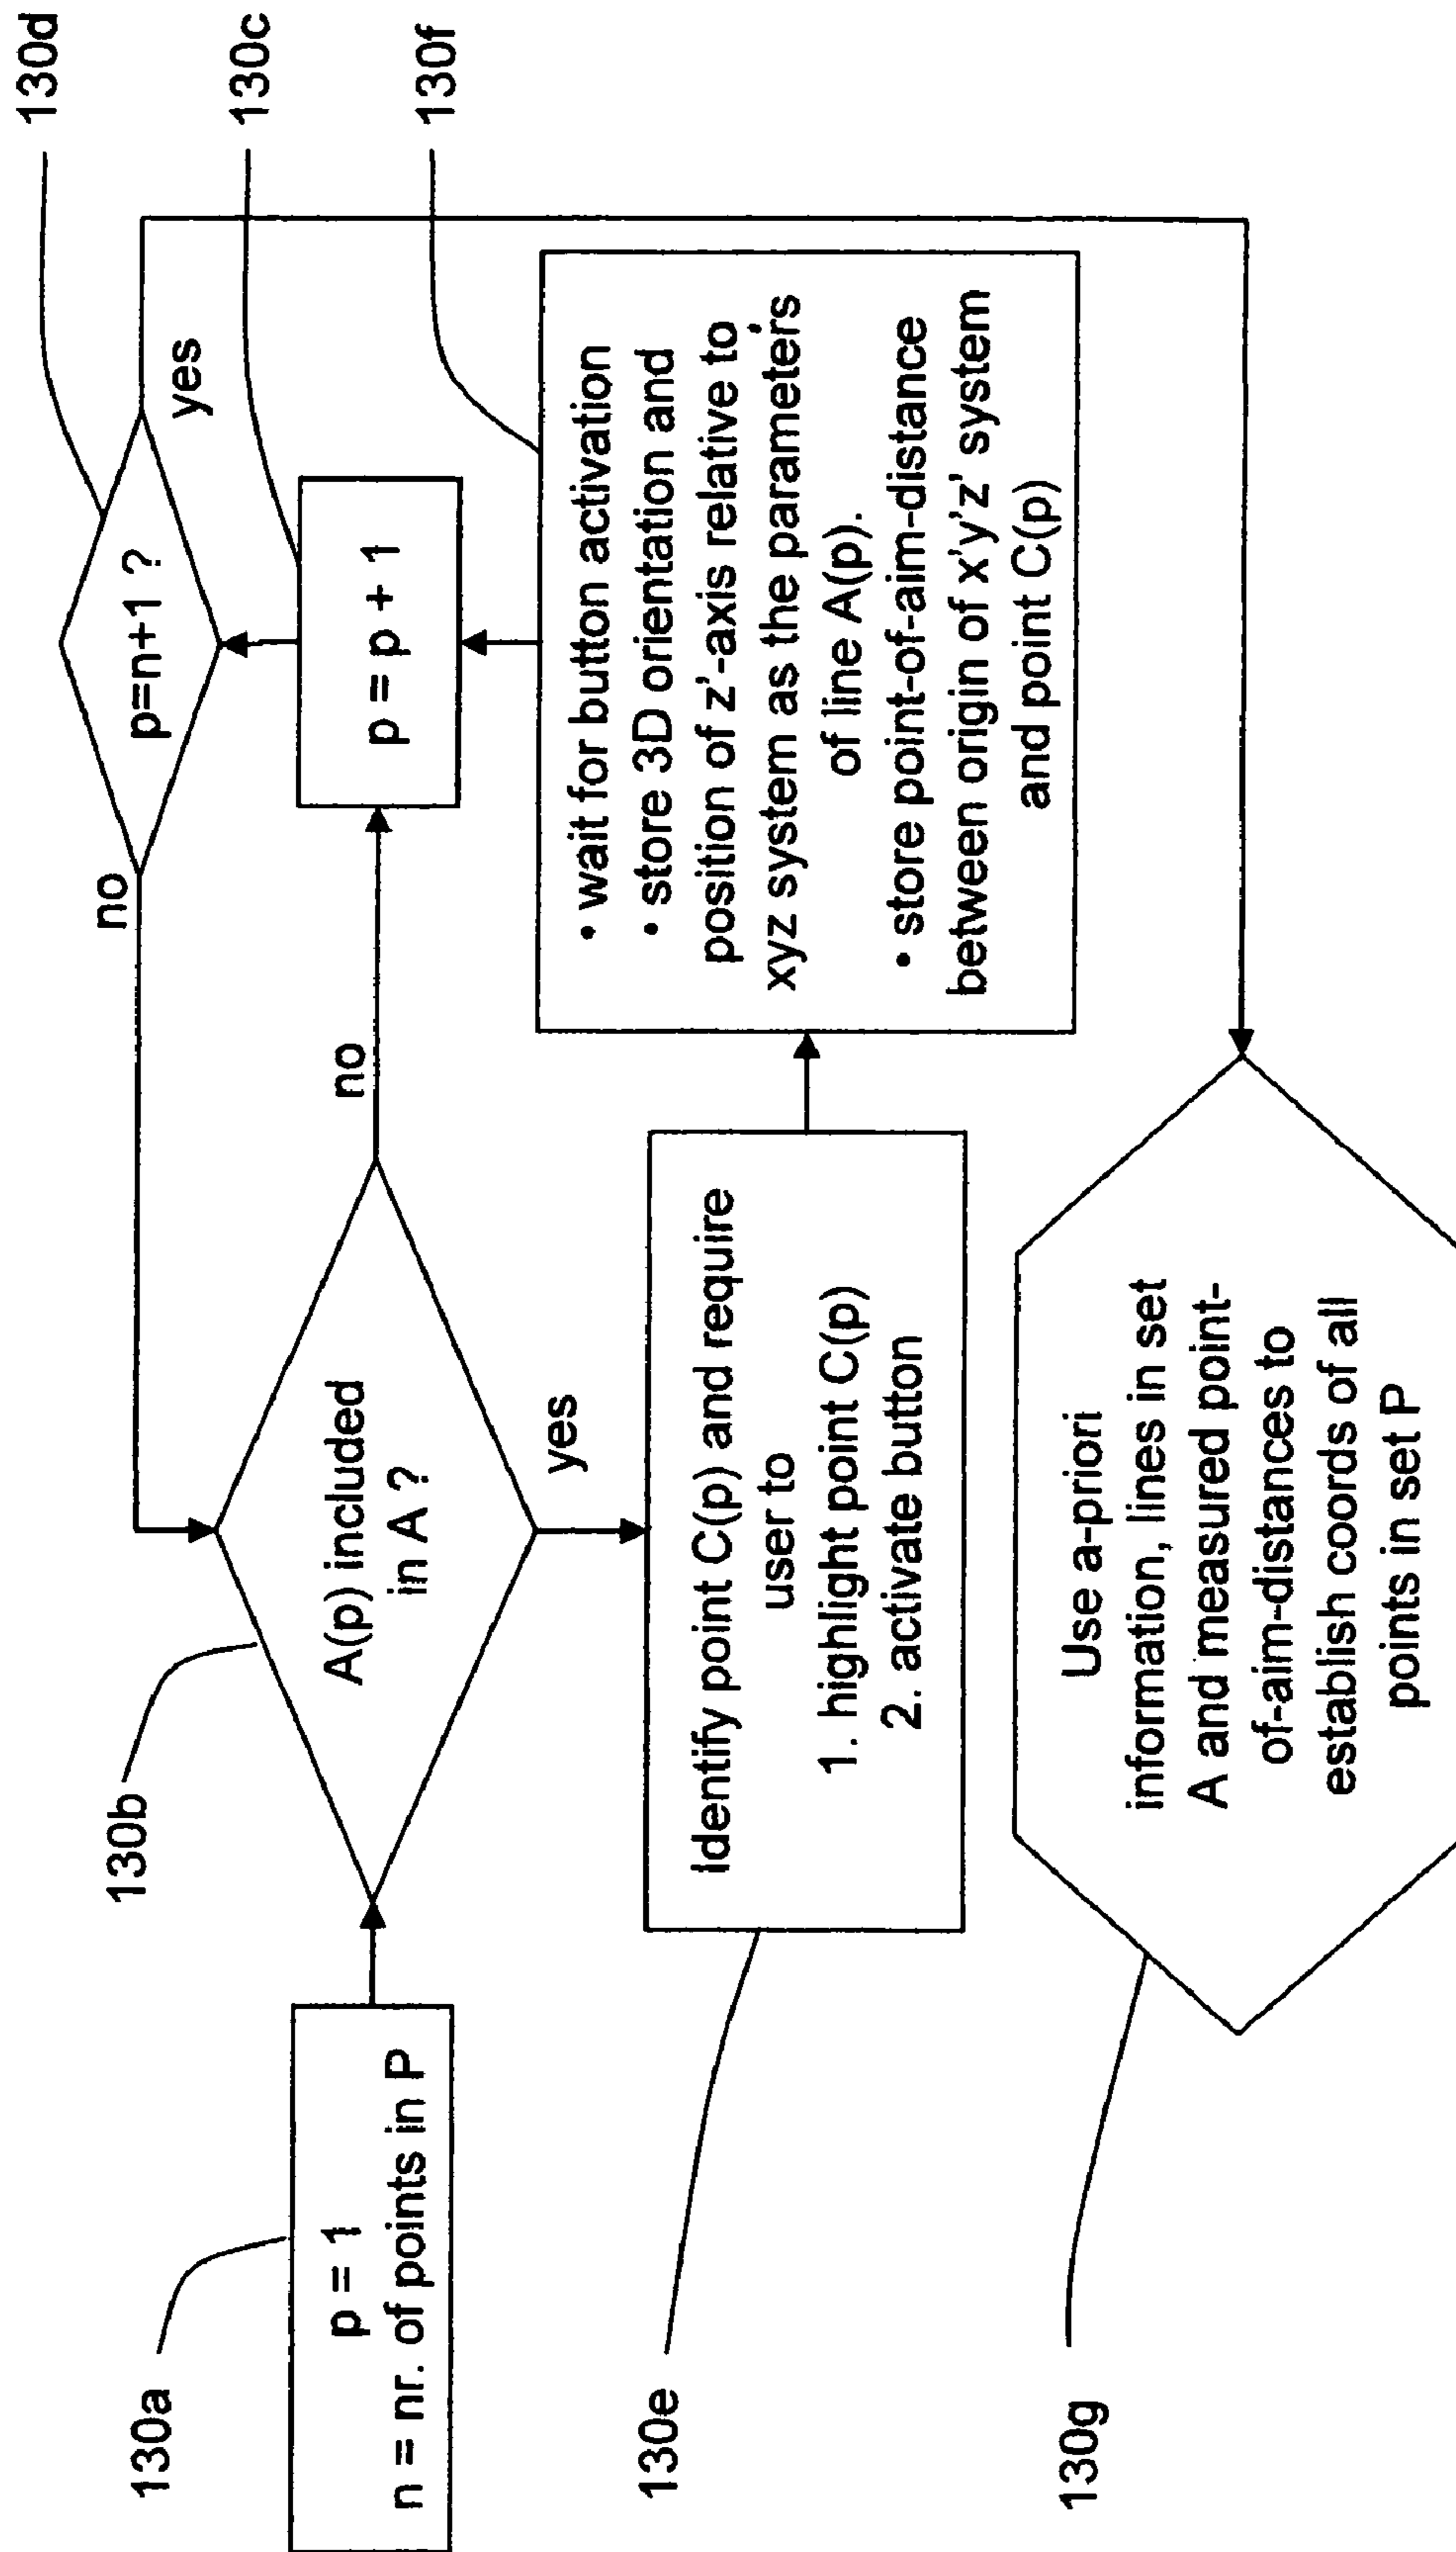 130a
p = 1
n = nr. of points in P
130b
A(p) included
in A ?
no
yes
130d
p=n+1 ?
no
yes
130c
p = p + 1
130f
• wait for button activation
• store 3D orientation and
position of z'-axis relative to
xyz system as the parameters
of line A(p).
• store point-of-aim-distance
between origin of x'y'z' system
and point C(p)
130e
Identify point C(p) and require
user to
1. highlight point C(p)
2. activate button
130g
Use a-priori
information, lines in set
A and measured point-
of-aim-distances to
establish coords of all
points in set P